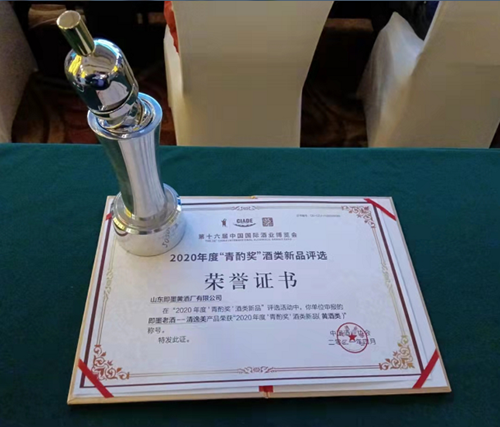 CIADE
第十六届中国国际酒业博览会
2020年度“青酌奖”酒类新品评选
荣誉证书
山东即墨黄酒厂有限公司
在“2020年度‘青酌奖’酒类新品”评选活动中，你单位申报的
即墨老酒--清逸美产品荣获“2020年度‘青酌奖’酒类新品(黄酒类)”
称号。
特发此证。